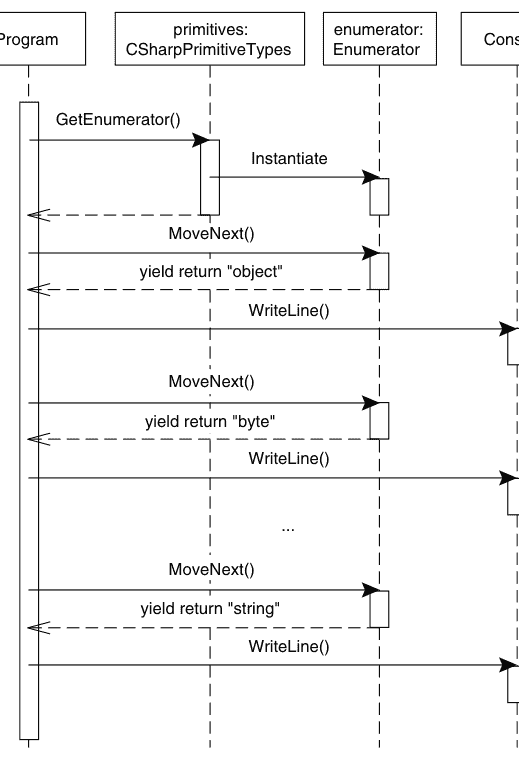 Program
primitives:
CSharpPrimitiveTypes
enumerator:
Enumerator
Cons
GetEnumerator()
Instantiate
MoveNext()
yield return "object"
WriteLine()
MoveNext()
yield return "byte"
WriteLine()
...
MoveNext()
yield return "string"
WriteLine()